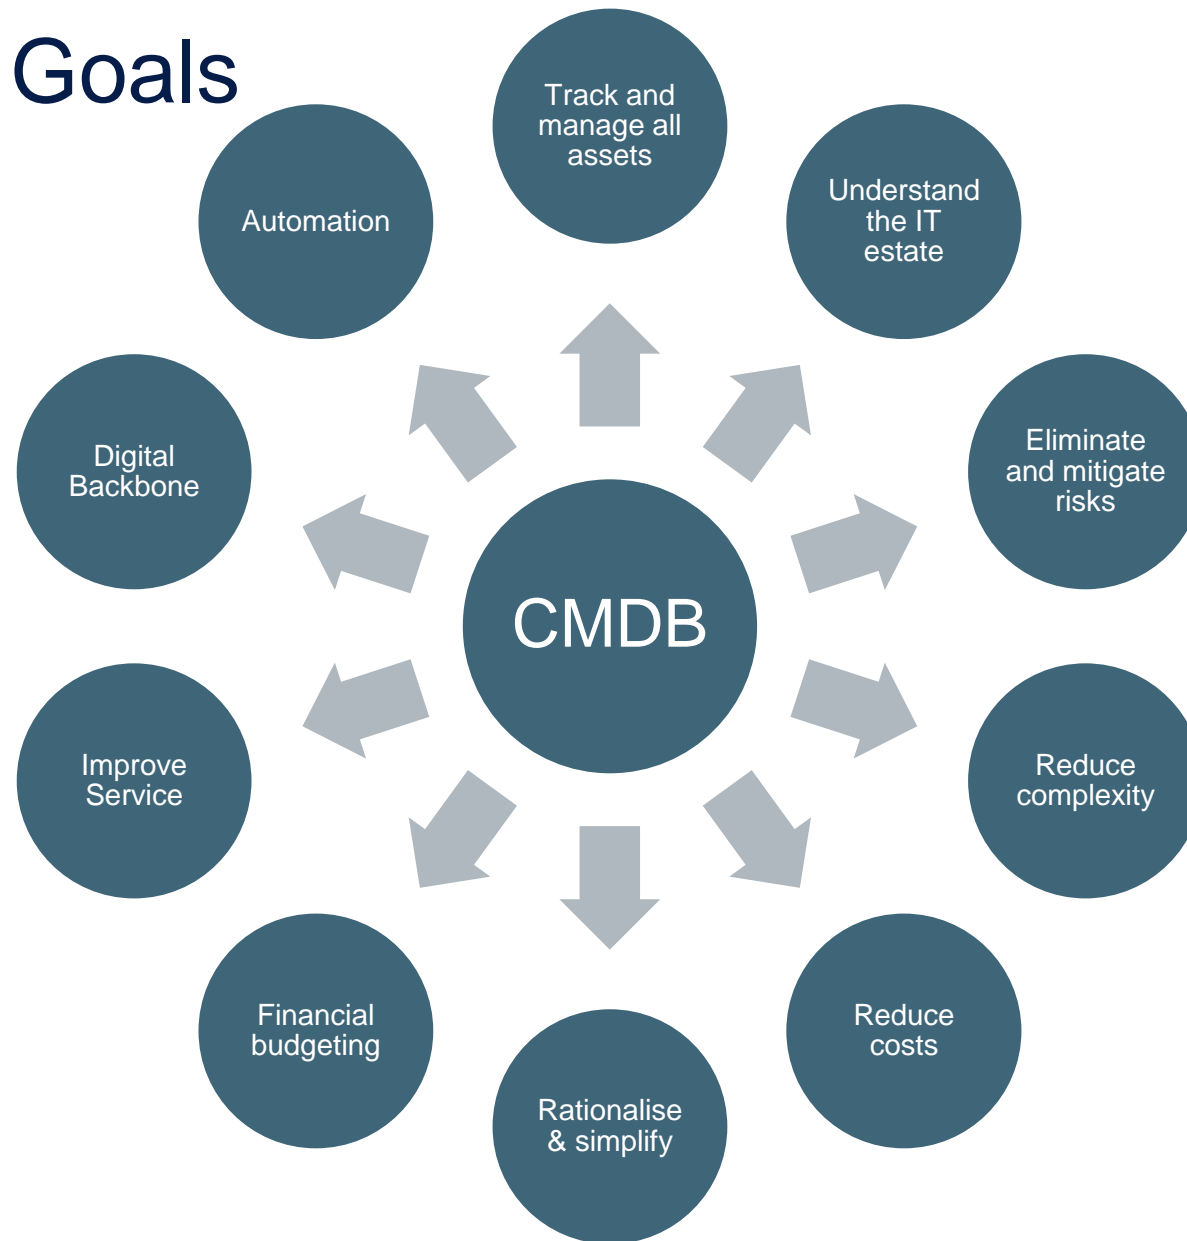 Goals
Track and
manage all
assets
Understand
the IT
estate
Eliminate
and mitigate
risks
Reduce
complexity
Reduce
costs
Rationalise
& simplify
Financial
budgeting
Improve
Service
Digital
Backbone
Automation
CMDB